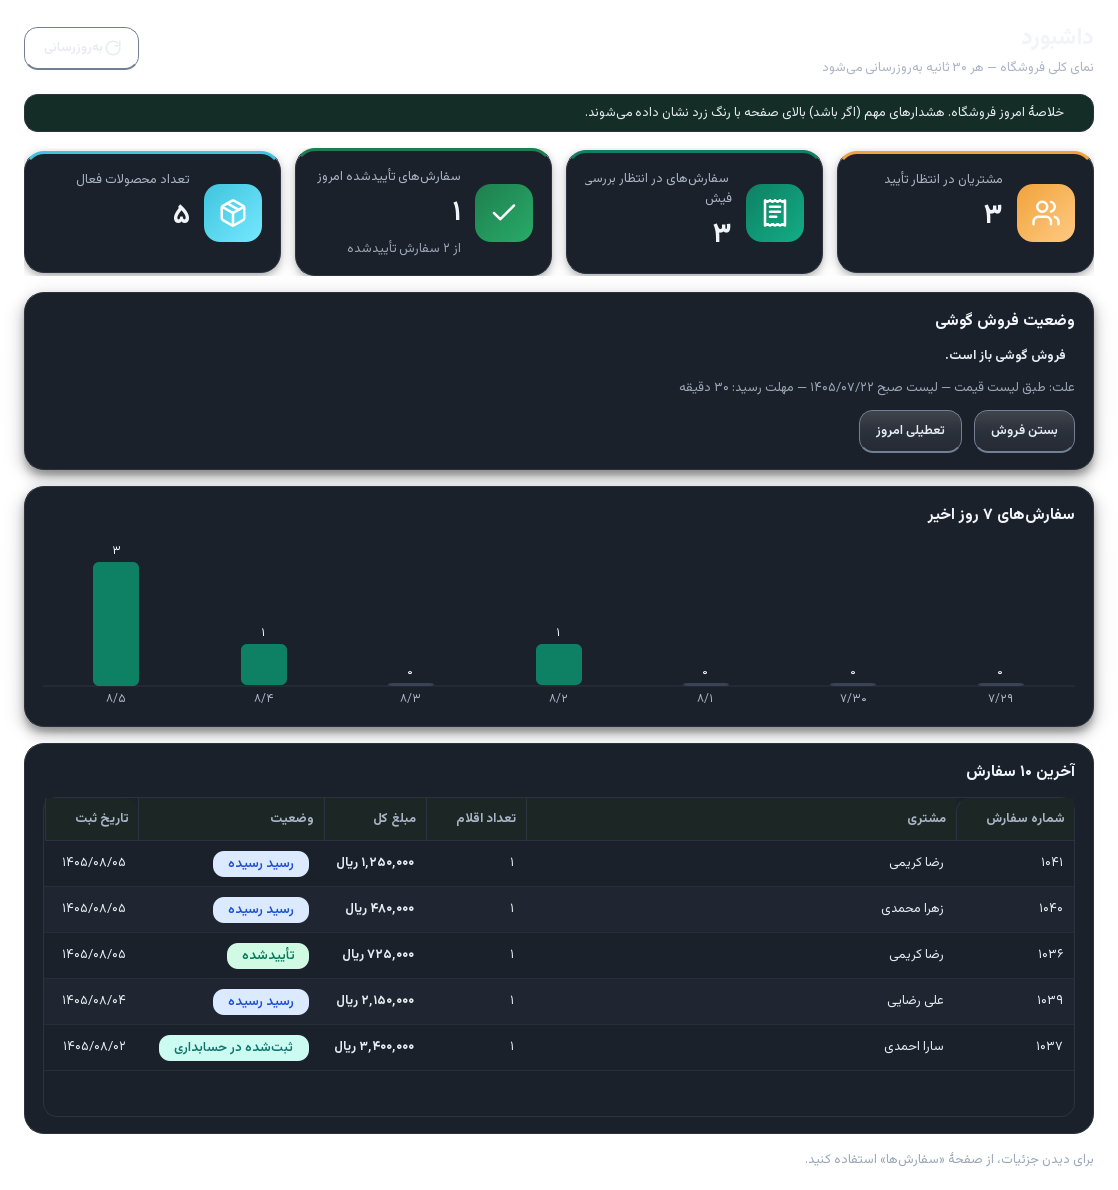 داشبورد
نمای کلی فروشگاه — هر ۳۰ ثانیه به‌روزرسانی می‌شود
به‌روزرسانی
خلاصهٔ امروز فروشگاه. هشدارهای مهم (اگر باشد) بالای صفحه با رنگ زرد نشان داده می‌شوند.
مشتریان در انتظار تأیید
۳
سفارش‌های در انتظار بررسی
فیش
۳
سفارش‌های تأییدشده امروز
۱
از ۲ سفارش تأییدشده
تعداد محصولات فعال
۵
وضعیت فروش گوشی
فروش گوشی باز است.
علت: طبق لیست قیمت — لیست صبح ۱۴۰۵/۰۷/۲۲ — مهلت رسید: ۳۰ دقیقه
بستن فروش
تعطیلی امروز
سفارش‌های ۷ روز اخیر
۰ ۰ ۰ ۱ ۰ ۱ ۳
۷/۲۹ ۷/۳۰ ۸/۱ ۸/۲ ۸/۳ ۸/۴ ۸/۵
آخرین ۱۰ سفارش
شماره سفارش مشتری تعداد اقلام مبلغ کل وضعیت تاریخ ثبت
۱۰۴۱ رضا کریمی ۱ ۱,۲۵۰,۰۰۰ ریال رسید رسیده ۱۴۰۵/۰۸/۰۵
۱۰۴۰ زهرا محمدی ۱ ۴۸۰,۰۰۰ ریال رسید رسیده ۱۴۰۵/۰۸/۰۵
۱۰۳۶ رضا کریمی ۱ ۷۲۵,۰۰۰ ریال تأییدشده ۱۴۰۵/۰۸/۰۵
۱۰۳۹ علی رضایی ۱ ۲,۱۵۰,۰۰۰ ریال رسید رسیده ۱۴۰۵/۰۸/۰۴
۱۰۳۷ سارا احمدی ۱ ۳,۴۰۰,۰۰۰ ریال ثبت‌شده در حسابداری ۱۴۰۵/۰۸/۰۲
برای دیدن جزئیات، از صفحهٔ «سفارش‌ها» استفاده کنید.